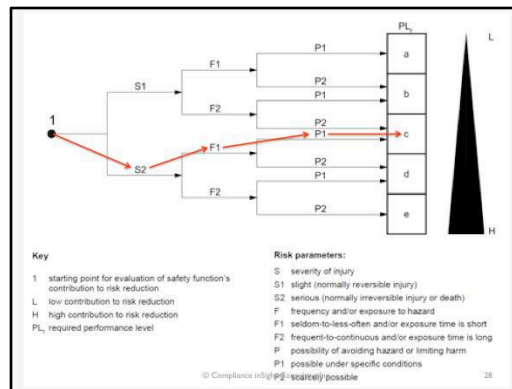 PLr
L
P1
a
F1
P2
S1
P1
b
F2
P2
1
P1
c
F1
S2
P2
d
P1
F2
P2
e
H
Key
1 starting point for evaluation of safety function's
contribution to risk reduction
L low contribution to risk reduction
H high contribution to risk reduction
PLr required performance level
Risk parameters:
S severity of injury
S1 slight (normally reversible injury)
S2 serious (normally irreversible injury or death)
F frequency and/or exposure to hazard
F1 seldom-to-less-often and/or exposure time is short
F2 frequent-to-continuous and/or exposure time is long
P possibility of avoiding hazard or limiting harm
P1 possible under specific conditions
P2 scarcely possible
© Compliance inSight
28